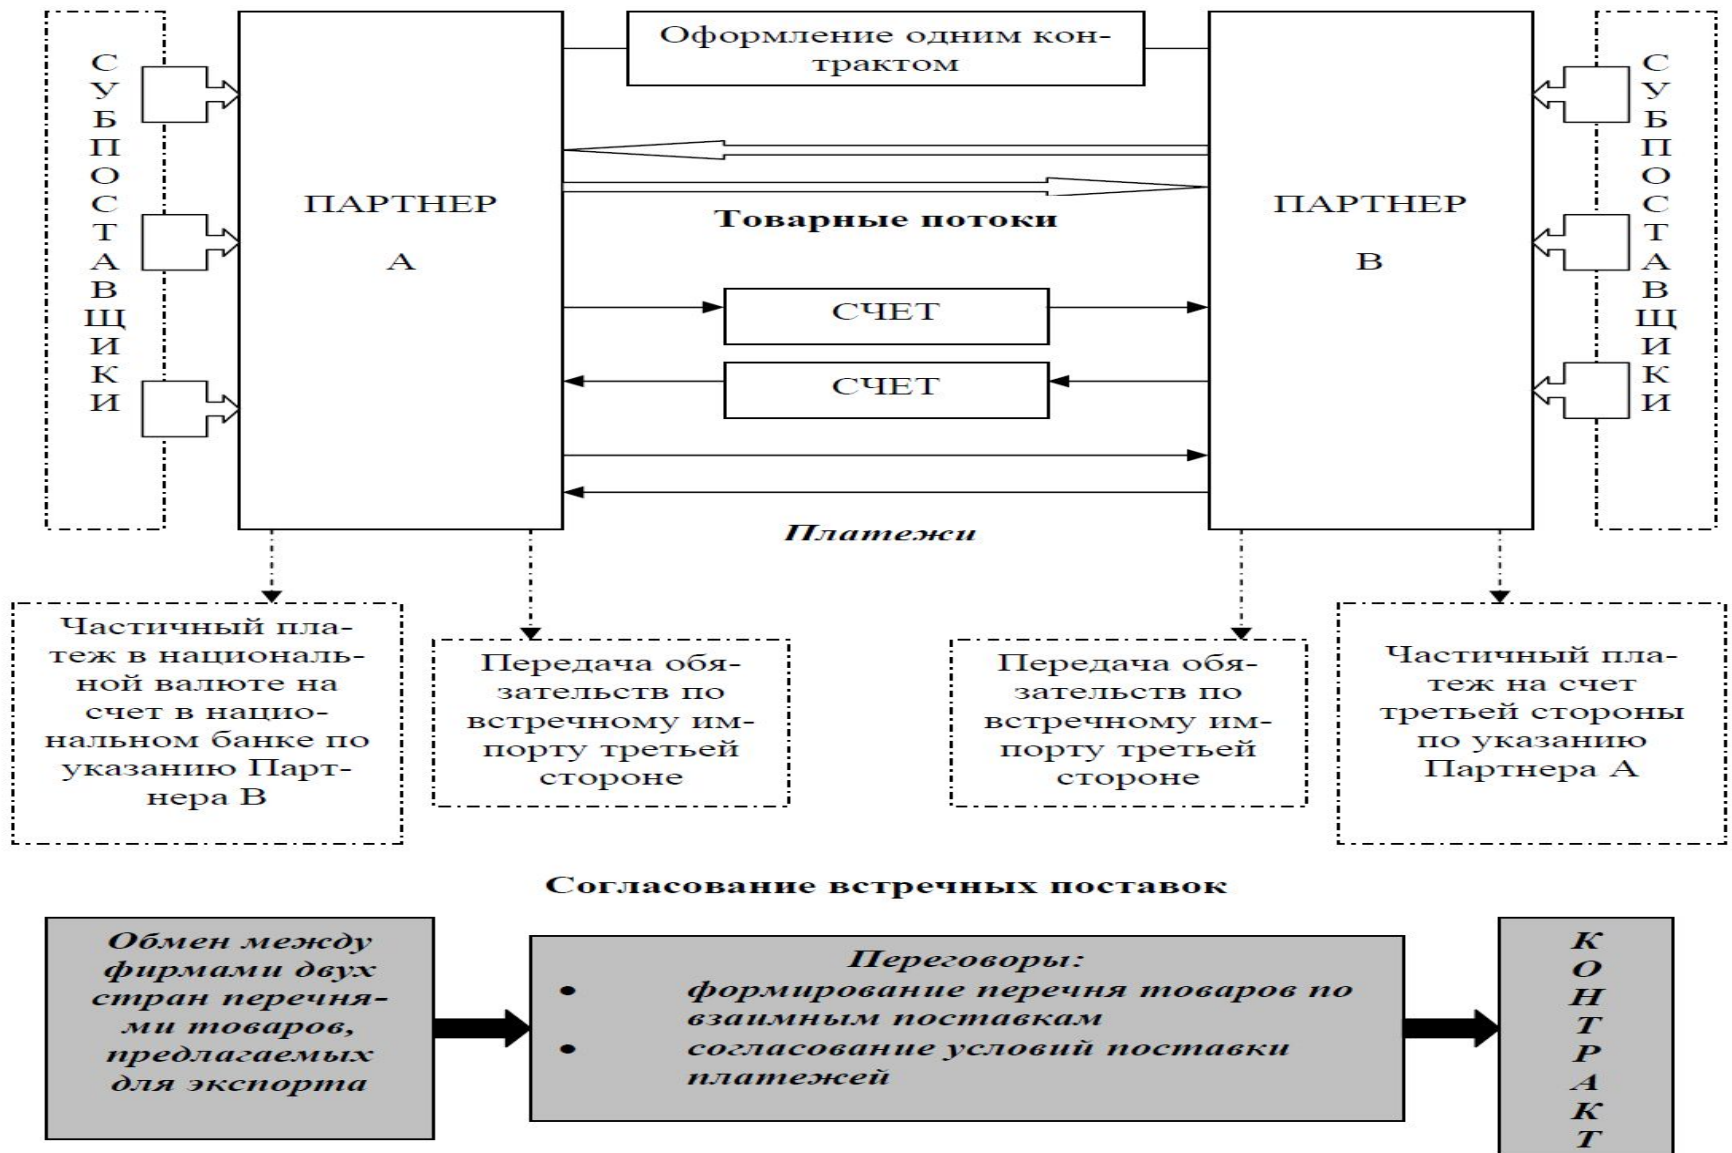 Оформление одним кон-
трактом
С
У
Б
П
О
С
Т
А
В
Щ
И
К
И
ПАРТНЕР
А
Товарные потоки
СЧЕТ
СЧЕТ
Платежи
ПАРТНЕР
В
С
У
Б
П
О
С
Т
А
В
Щ
И
К
И
Частичный пла-
теж в националь-
ной валюте на
счет в нацио-
нальном банке по
указанию Парт-
нера В
Передача обя-
зательств по
встречному им-
порту третьей
стороне
Передача обя-
зательств по
встречному им-
порту третьей
стороне
Частичный пла-
теж на счет
третьей стороны
по указанию
Партнера А
Согласование встречных поставок
Обмен между
фирмами двух
стран перечня-
ми товаров,
предлагаемых
для экспорта
Переговоры:
• формирование перечня товаров по
взаимным поставкам
• согласование условий поставки
платежей
К
О
Н
Т
Р
А
К
Т